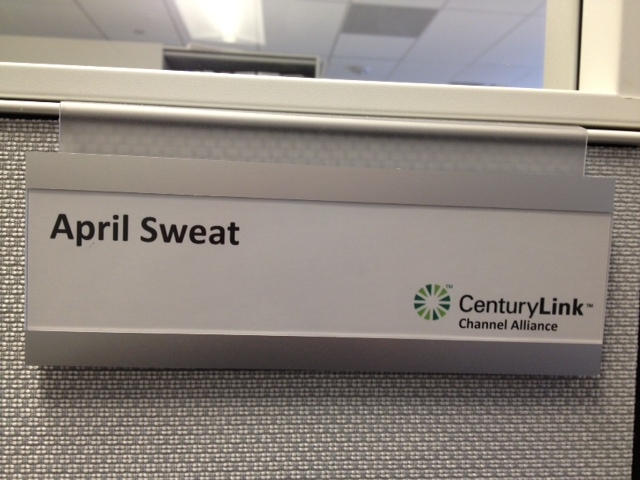 April Sweat
CenturyLink™
Channel Alliance